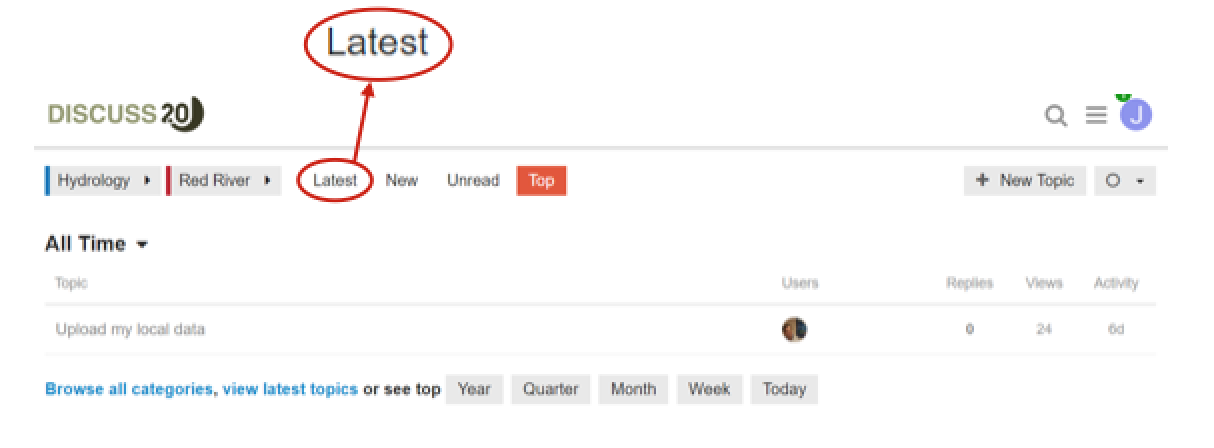 Latest
DISCUSS 20
J
Hydrology Red River Latest New Unread Top + New Topic
All Time
Topic Users Replies Views Activity
Upload my local data 0 24 6d
Browse all categories, view latest topics or see top Year Quarter Month Week Today